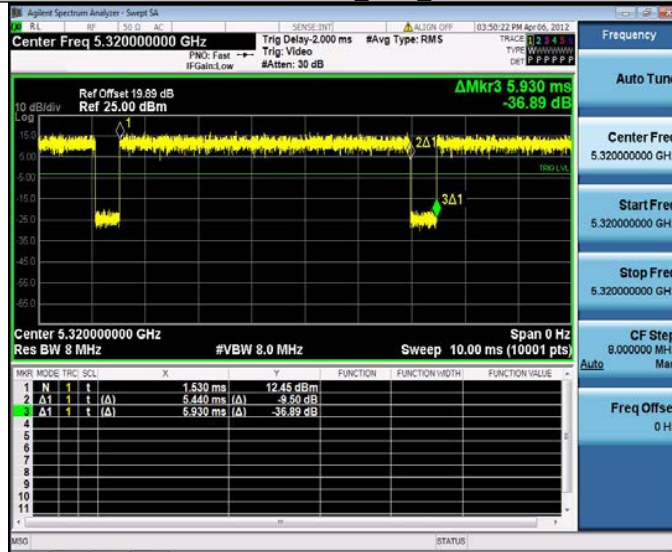 Agilent Spectrum Analyzer - Swept SA
RL RF 50 Ω AC SENSE:INT ALIGN OFF 03:50:22 PM Apr 06, 2012
Center Freq 5.320000000 GHz
PNO: Fast
IFGain:Low
Trig Delay-2.000 ms
Trig: Video
#Atten: 30 dB
#Avg Type: RMS
TRACE 1 2 3 4 5 6
TYPE WWWWWW
DET P P P P P P
Frequency
Auto Tune
ΔMkr3 5.930 ms
-36.89 dB
Ref Offset 19.89 dB
Ref 25.00 dBm
10 dB/div
Log
15.0
5.00
-5.00
-15.0
-25.0
-35.0
-45.0
-55.0
-65.0
1
2Δ1
TRIG LVL
3Δ1
Center Freq
5.320000000 GHz
Start Freq
5.320000000 GHz
Stop Freq
5.320000000 GHz
CF Step
8.000000 MHz
Auto Man
Freq Offset
0 Hz
Center 5.320000000 GHz Span 0 Hz
Res BW 8 MHz #VBW 8.0 MHz Sweep 10.00 ms (10001 pts)
MKR MODE TRC SCL X Y FUNCTION FUNCTION WIDTH FUNCTION VALUE
1 N 1 t 1.530 ms 12.45 dBm
2 Δ1 1 t (Δ) 5.440 ms (Δ) -9.50 dB
3 Δ1 1 t (Δ) 5.930 ms (Δ) -36.89 dB
4
5
6
7
8
9
10
11
MSG STATUS